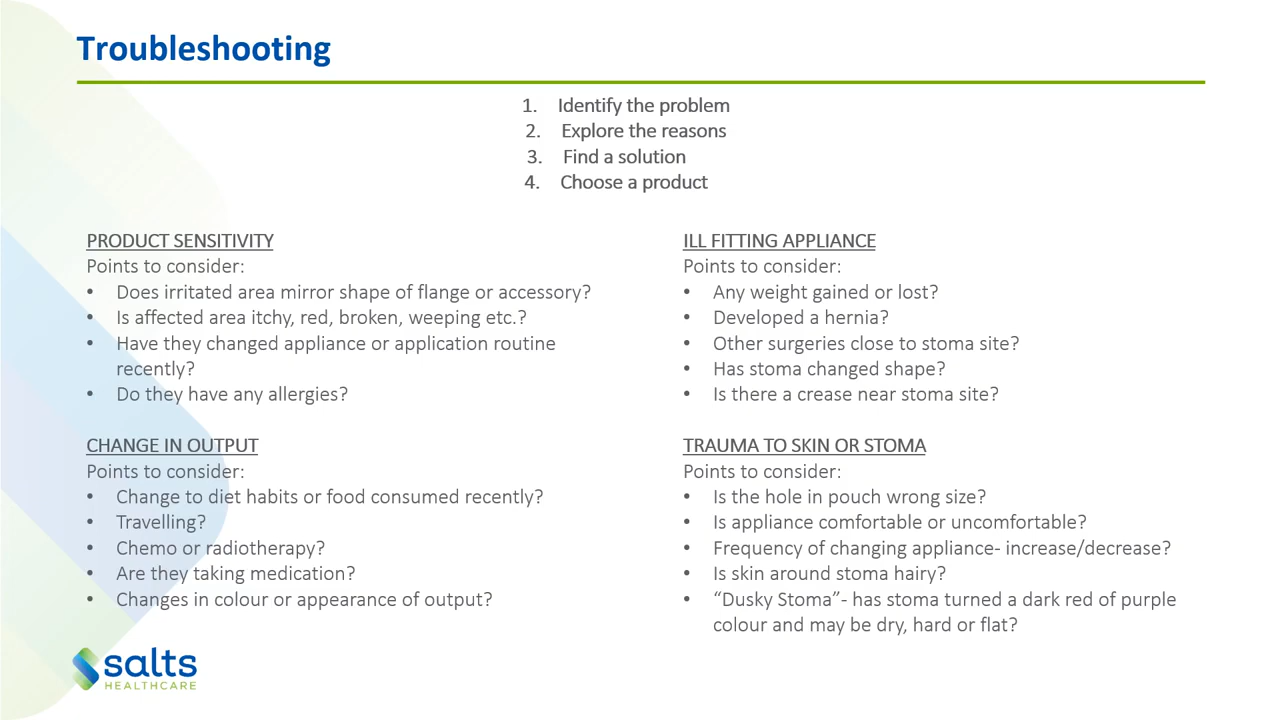 Troubleshooting
1. Identify the problem
2. Explore the reasons
3. Find a solution
4. Choose a product
PRODUCT SENSITIVITY
Points to consider:
• Does irritated area mirror shape of flange or accessory?
• Is affected area itchy, red, broken, weeping etc.?
• Have they changed appliance or application routine
recently?
• Do they have any allergies?
ILL FITTING APPLIANCE
Points to consider:
• Any weight gained or lost?
• Developed a hernia?
• Other surgeries close to stoma site?
• Has stoma changed shape?
• Is there a crease near stoma site?
CHANGE IN OUTPUT
Points to consider:
• Change to diet habits or food consumed recently?
• Travelling?
• Chemo or radiotherapy?
• Are they taking medication?
• Changes in colour or appearance of output?
TRAUMA TO SKIN OR STOMA
Points to consider:
• Is the hole in pouch wrong size?
• Is appliance comfortable or uncomfortable?
• Frequency of changing appliance- increase/decrease?
• Is skin around stoma hairy?
• “Dusky Stoma”- has stoma turned a dark red of purple
colour and may be dry, hard or flat?
salts
HEALTHCARE